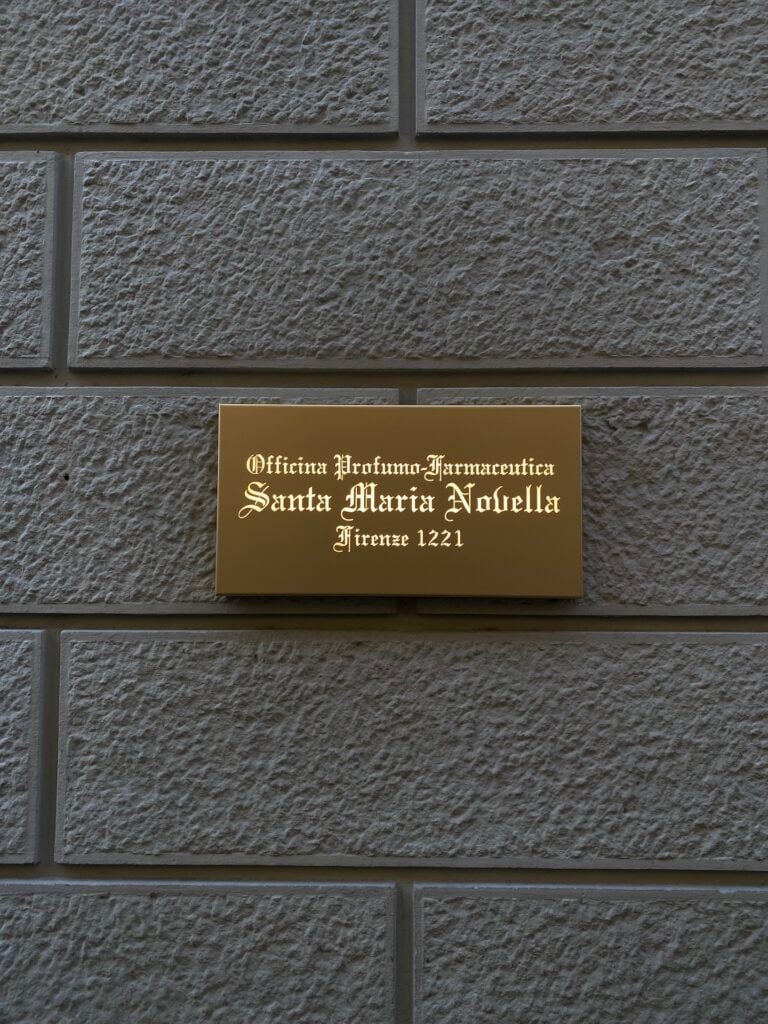 Officina Profumo-Farmaceutica
Santa Maria Novella
Firenze 1221